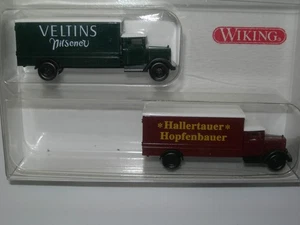 VELTINS
Pilsener
WIKING
*Hallertauer*
Hopfenbauer